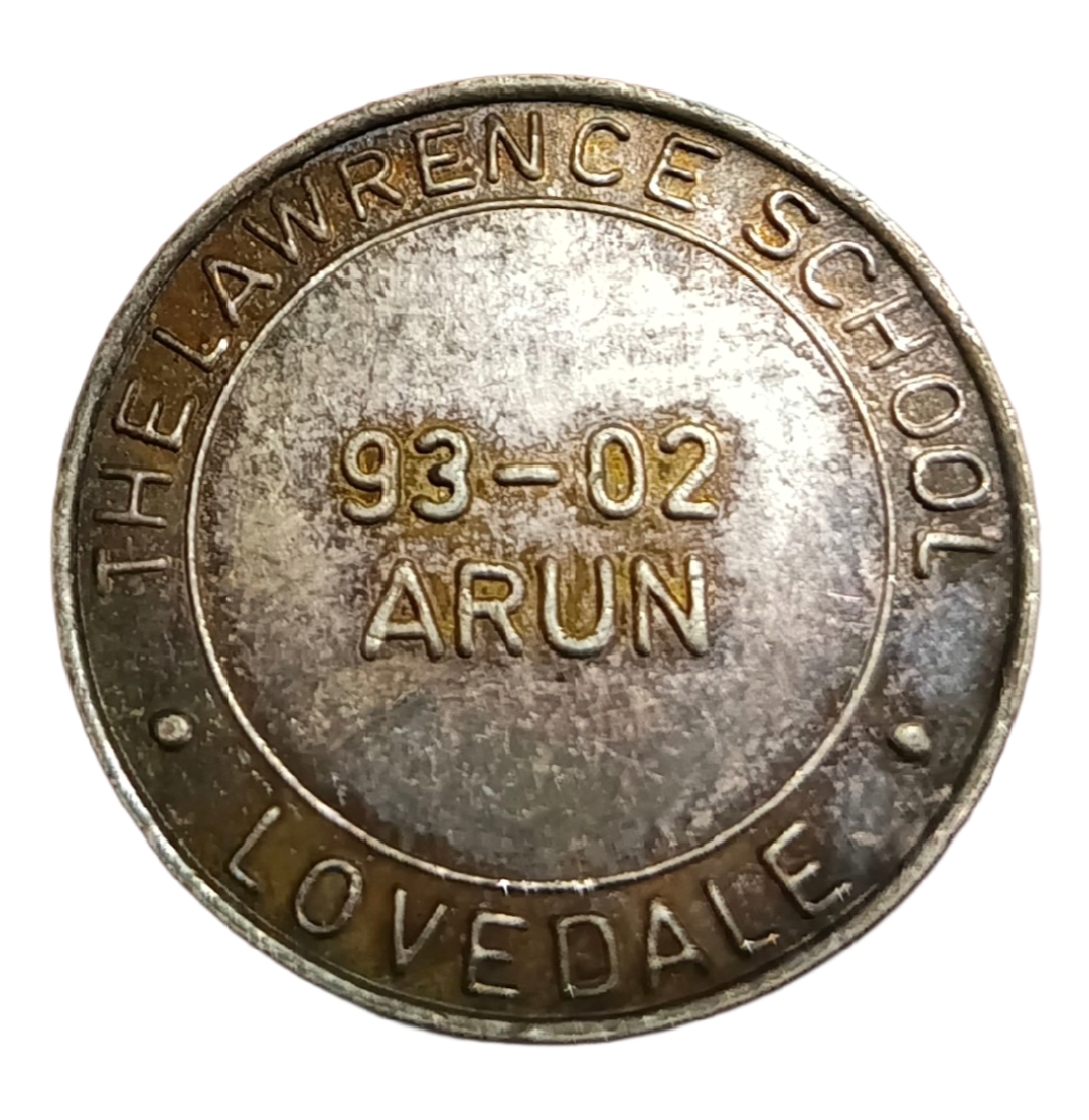 THE LAWRENCE SCHOOL
93-02
ARUN
LOVEDALE